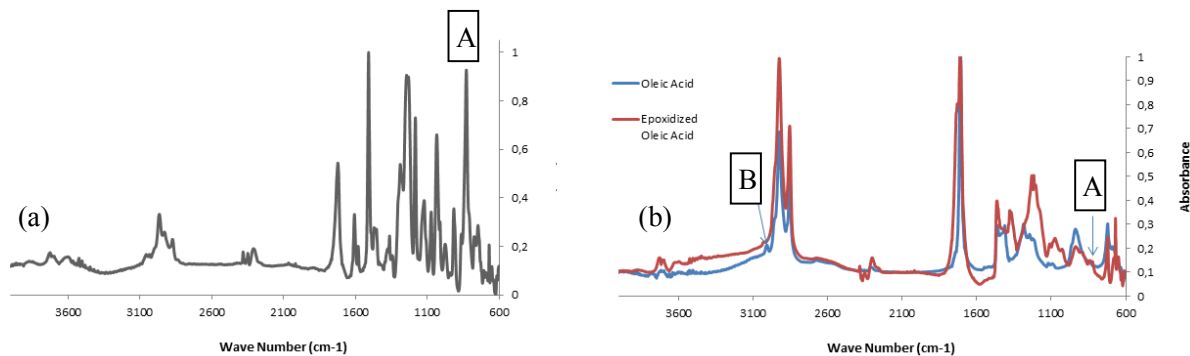 A
1
0,8
0,6
0,4
0,2
0
(a)
3600 3100 2600 2100 1600 1100 600
Wave Number (cm-1)
Oleic Acid
Epoxidized
Oleic Acid
B
A
(b)
1
0,9
0,8
0,7
0,6
0,5
0,4
0,3
0,2
0,1
0
Absorbance
3600 3100 2600 2100 1600 1100 600
Wave Number (cm-1)